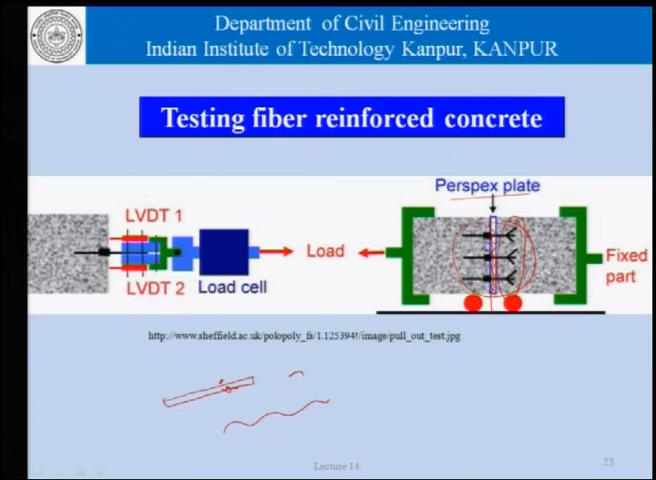 Department of Civil Engineering
Indian Institute of Technology Kanpur, KANPUR
Testing fiber reinforced concrete
Perspex plate
LVDT 1
Load
Fixed
part
LVDT 2
Load cell
http://www.sheffield.ac.uk/polopoly_fs/1.125394!/image/pull_out_test.jpg
Lecture 14
23